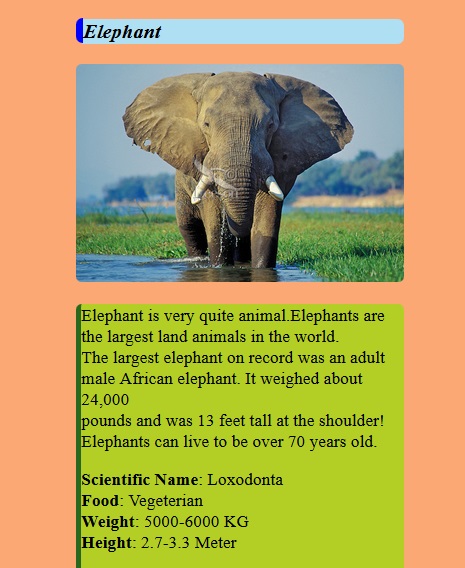 Elephant
Elephant is very quite animal.Elephants are
the largest land animals in the world.
The largest elephant on record was an adult
male African elephant. It weighed about
24,000
pounds and was 13 feet tall at the shoulder!
Elephants can live to be over 70 years old.
Scientific Name: Loxodonta
Food: Vegeterian
Weight: 5000-6000 KG
Height: 2.7-3.3 Meter